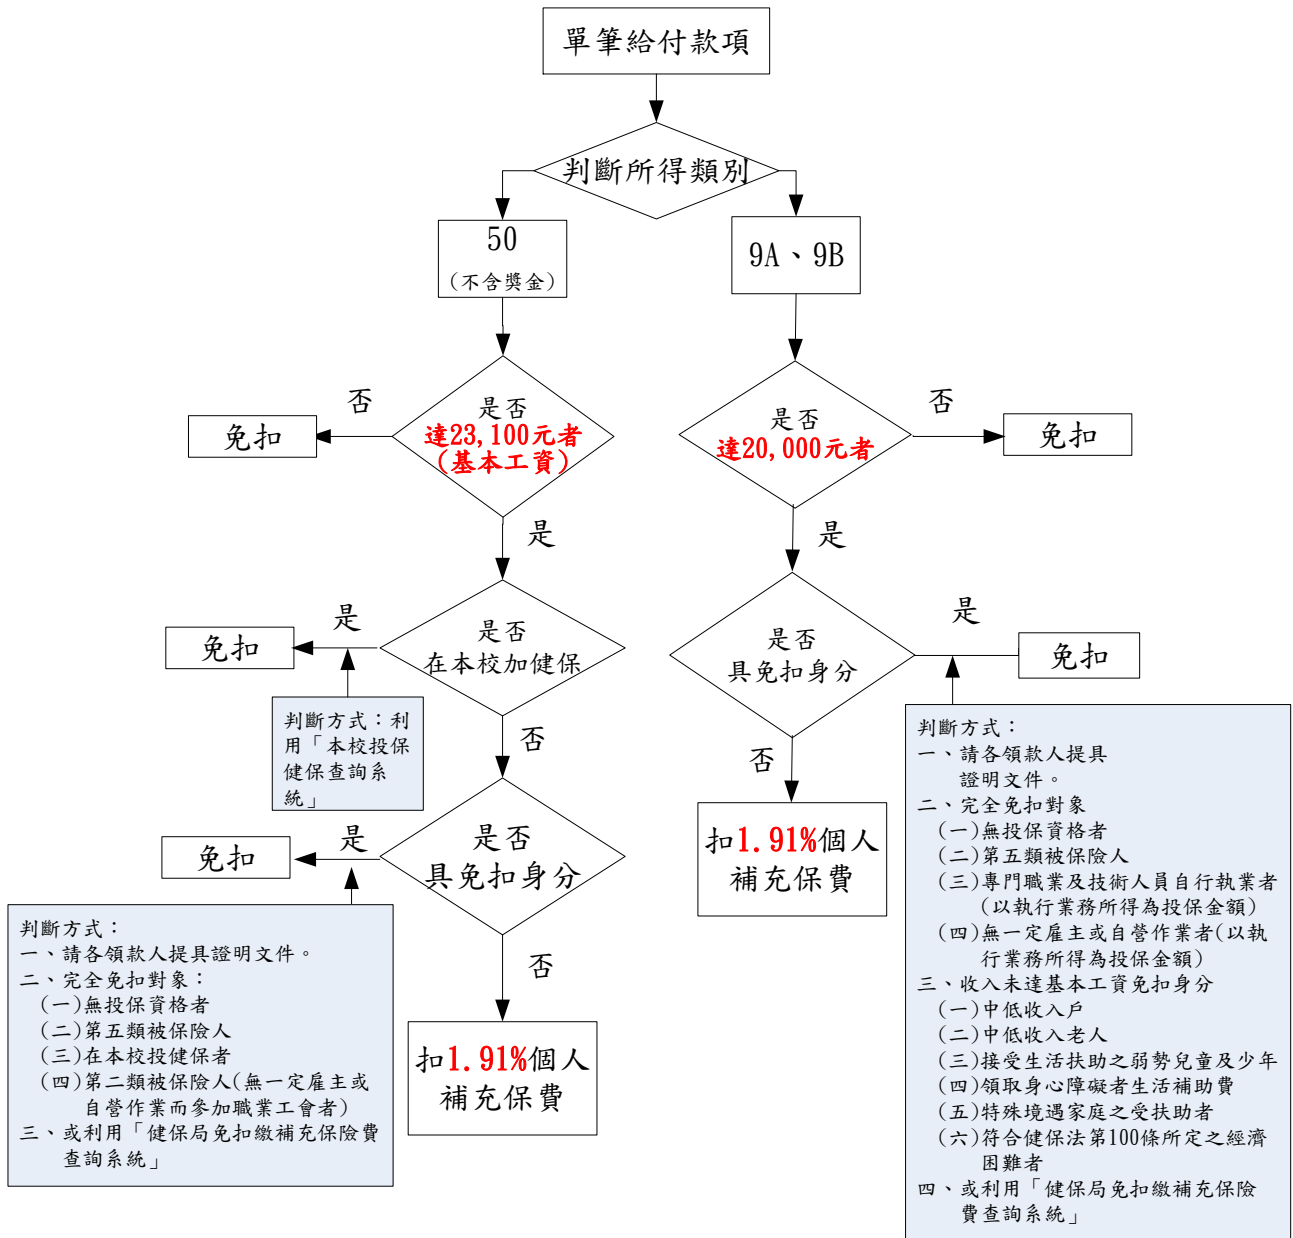 單筆給付款項
判斷所得類別
50
(不含獎金)
9A、9B
是否
達23,100元者
(基本工資)
否
免扣
是
是否
達20,000元者
否
免扣
是
是否
在本校加健保
是
免扣
判斷方式：利
用「本校投保
健保查詢系
統」
否
是否
具免扣身分
是
免扣
判斷方式：
一、請各領款人提具
證明文件。
二、完全免扣對象
(一)無投保資格者
(二)第五類被保險人
(三)專門職業及技術人員自行執業者
(以執行業務所得為投保金額)
(四)無一定雇主或自營作業者(以執
行業務所得為投保金額)
三、收入未達基本工資免扣身分
(一)中低收入戶
(二)中低收入老人
(三)接受生活扶助之弱勢兒童及少年
(四)領取身心障礙者生活補助費
(五)特殊境遇家庭之受扶助者
(六)符合健保法第100條所定之經濟
困難者
四、或利用「健保局免扣繳補充保險
費查詢系統」
否
扣1.91%個人
補充保費
是否
具免扣身分
是
免扣
判斷方式：
一、請各領款人提具證明文件。
二、完全免扣對象：
(一)無投保資格者
(二)第五類被保險人
(三)在本校投健保者
(四)第二類被保險人(無一定雇主或
自營作業而參加職業工會者)
三、或利用「健保局免扣繳補充保險費
查詢系統」
否
扣1.91%個人
補充保費